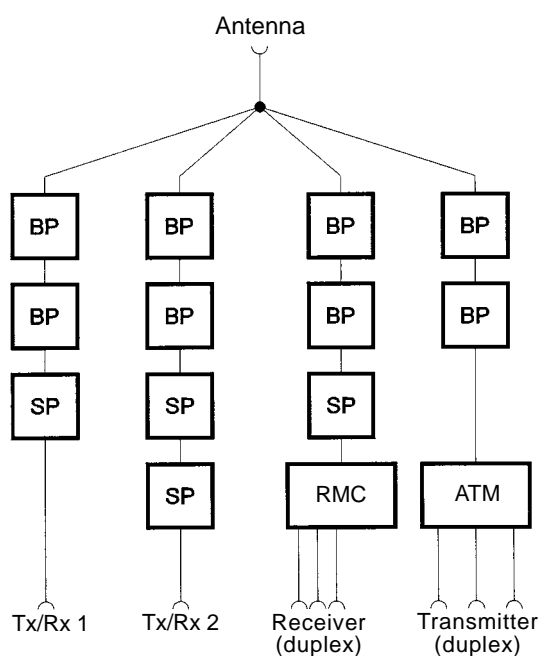 Antenna
BP BP BP BP
BP BP BP BP
SP SP SP
SP RMC ATM
Tx/Rx 1 Tx/Rx 2 Receiver Transmitter
(duplex) (duplex)